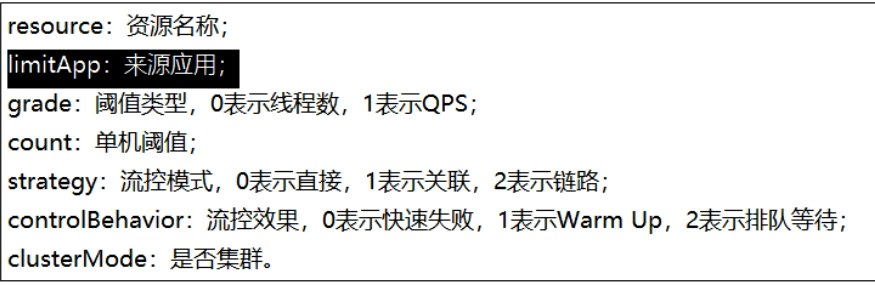 resource：资源名称；
limitApp：来源应用；
grade：阈值类型，0表示线程数，1表示QPS；
count：单机阈值；
strategy：流控模式，0表示直接，1表示关联，2表示链路；
controlBehavior：流控效果，0表示快速失败，1表示Warm Up，2表示排队等待；
clusterMode：是否集群。